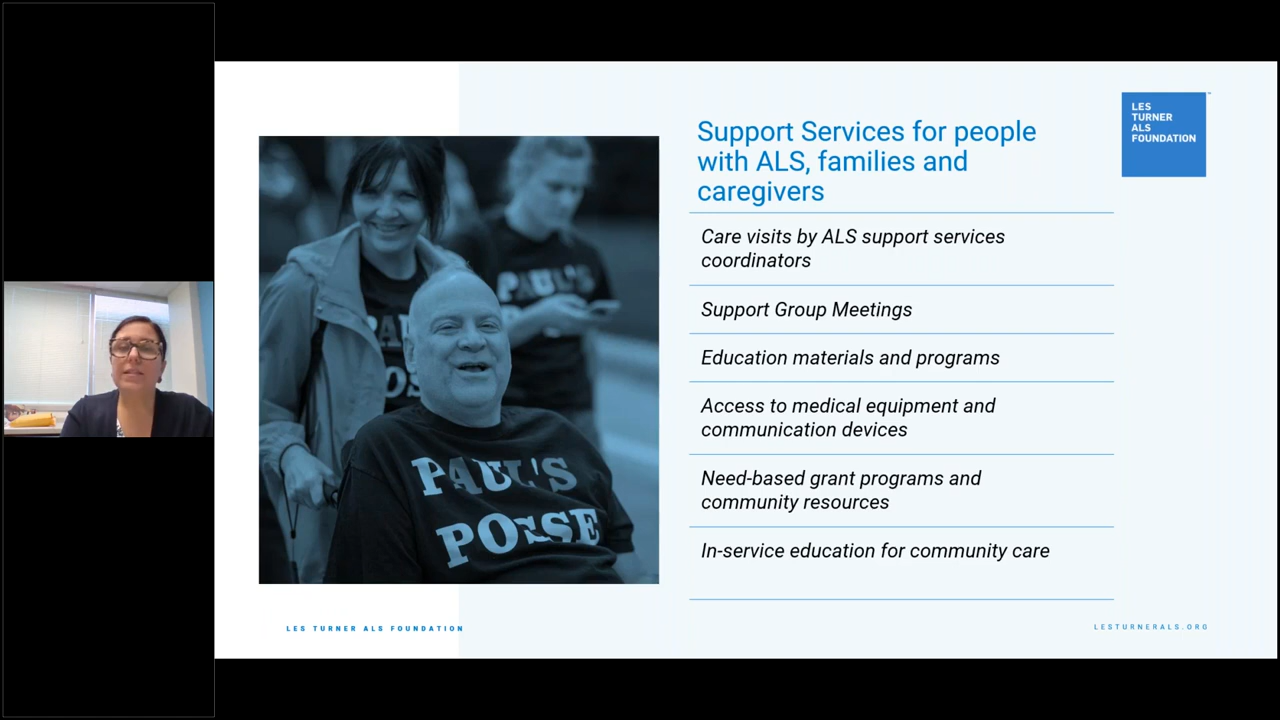 LES
TURNER
ALS
FOUNDATION
Support Services for people
with ALS, families and
caregivers
Care visits by ALS support services
coordinators
Support Group Meetings
Education materials and programs
Access to medical equipment and
communication devices
Need-based grant programs and
community resources
In-service education for community care
PAUL'S
PAUL'S
POSSE
LES TURNER ALS FOUNDATION
LESTURNERALS.ORG